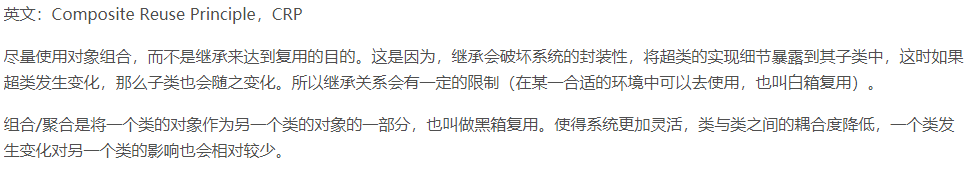 英文：Composite Reuse Principle，CRP
尽量使用对象组合，而不是继承来达到复用的目的。这是因为，继承会破坏系统的封装性，将超类的实现细节暴露到其子类中，这时如果
超类发生变化，那么子类也会随之变化。所以继承关系会有一定的限制（在某一合适的环境中可以去使用，也叫白箱复用）。
组合/聚合是将一个类的对象作为另一个类的对象的一部分，也叫做黑箱复用。使得系统更加灵活，类与类之间的耦合度降低，一个类发
生变化对另一个类的影响也会相对较少。